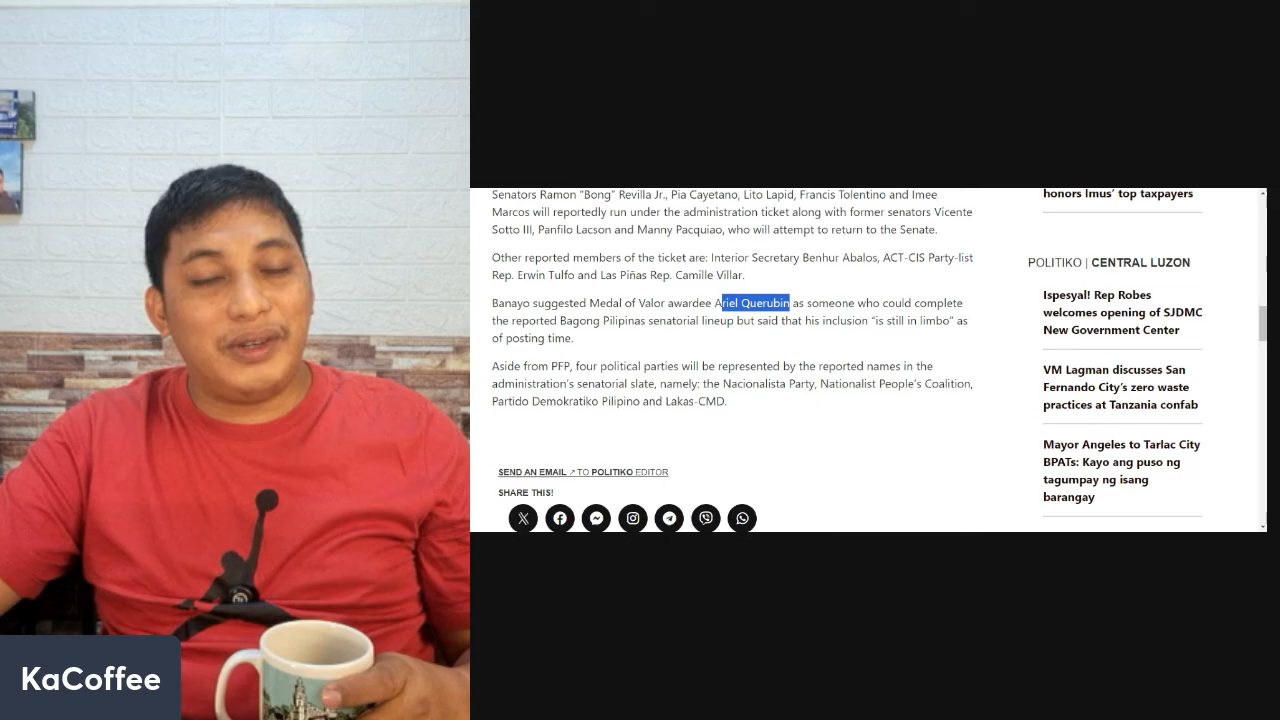 Senators Ramon “Bong” Revilla Jr., Pia Cayetano, Lito Lapid, Francis Tolentino and Imee
Marcos will reportedly run under the administration ticket along with former senators Vicente
Sotto III, Panfilo Lacson and Manny Pacquiao, who will attempt to return to the Senate.
Other reported members of the ticket are: Interior Secretary Benhur Abalos, ACT-CIS Party-list
Rep. Erwin Tulfo and Las Piñas Rep. Camille Villar.
Banayo suggested Medal of Valor awardee Ariel Querubin as someone who could complete
the reported Bagong Pilipinas senatorial lineup but said that his inclusion “is still in limbo” as
of posting time.
Aside from PFP, four political parties will be represented by the reported names in the
administration’s senatorial slate, namely: the Nacionalista Party, Nationalist People’s Coalition,
Partido Demokratiko Pilipino and Lakas-CMD.
SEND AN EMAIL ↗ TO POLITIKO EDITOR
SHARE THIS!
honors Imus’ top taxpayers
POLITIKO | CENTRAL LUZON
Ispesyal! Rep Robes
welcomes opening of SJDMC
New Government Center
VM Lagman discusses San
Fernando City’s zero waste
practices at Tanzania confab
Mayor Angeles to Tarlac City
BPATs: Kayo ang puso ng
tagumpay ng isang
barangay
KaCoffee